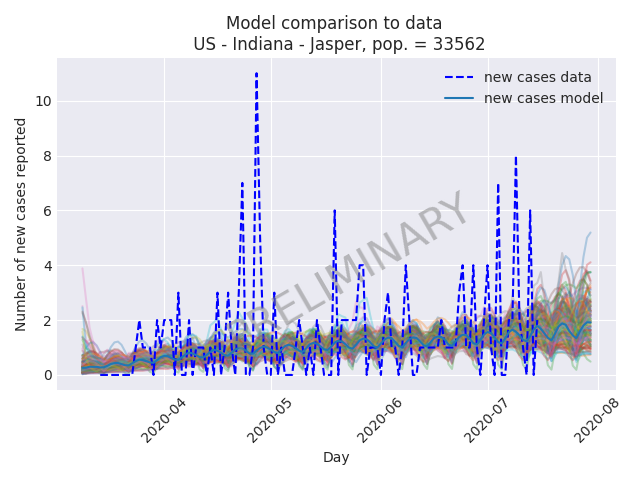 Model comparison to data
US - Indiana - Jasper, pop. = 33562
new cases data
new cases model
PRELIMINARY
Number of new cases reported
10
8
6
4
2
0
2020-04
2020-05
2020-06
2020-07
2020-08
Day